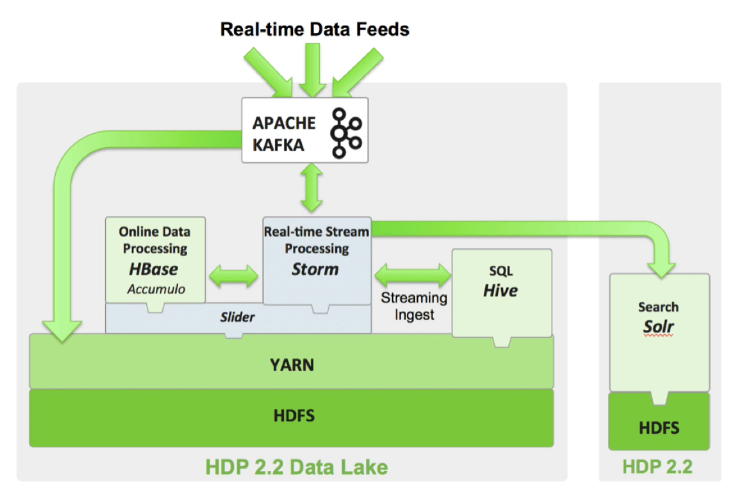 Real-time Data Feeds
APACHE
KAFKA
Online Data
Processing
HBase
Accumulo
Real-time Stream
Processing
Storm
Streaming
Ingest
SQL
Hive
Slider
YARN
HDFS
HDP 2.2 Data Lake
Search
Solr
HDFS
HDP 2.2